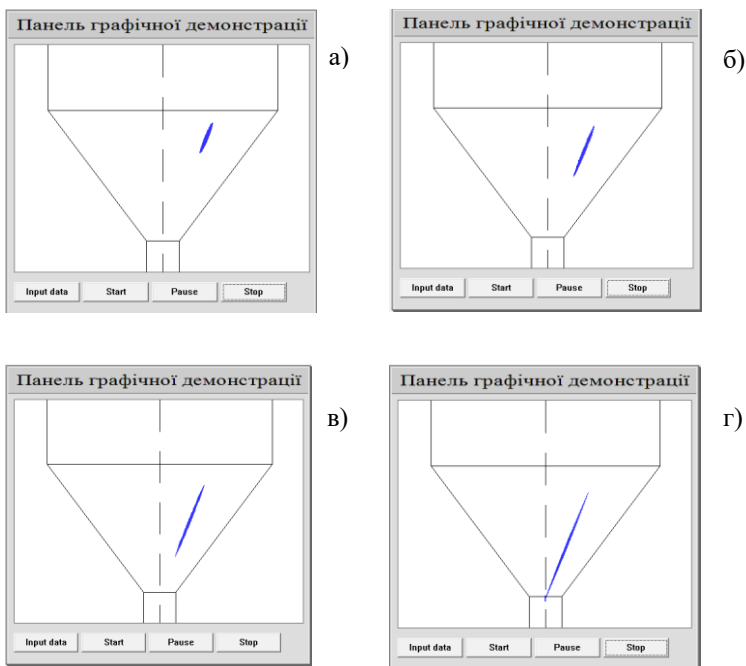 Панель графічної демонстрації
а)
Input data Start Pause Stop
Панель графічної демонстрації
б)
Input data Start Pause Stop
Панель графічної демонстрації
в)
Input data Start Pause Stop
Панель графічної демонстрації
г)
Input data Start Pause Stop